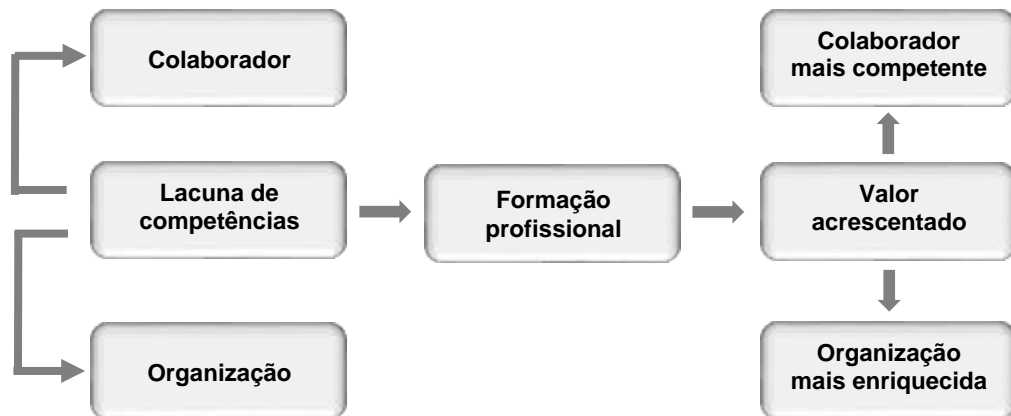 Colaborador
Colaborador
mais competente
Lacuna de
competências
Formação
profissional
Valor
acrescentado
Organização
Organização
mais enriquecida